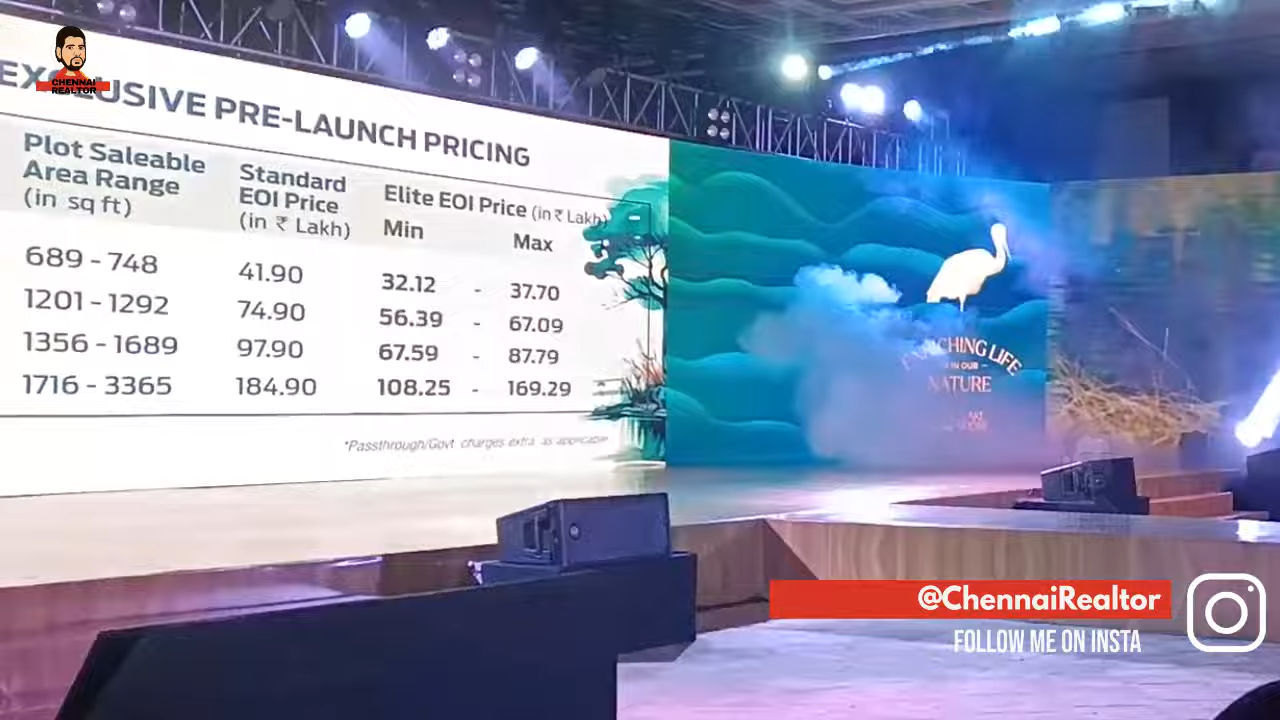 CHENNAI
REALTOR
EXCLUSIVE PRE-LAUNCH PRICING
Plot Saleable
Area Range
(in sq ft)
Standard
EOI Price
(in ₹ Lakh)
Elite EOI Price (in ₹ Lakh)
Min Max
689 - 748 41.90 32.12 - 37.70
1201 - 1292 74.90 56.39 - 67.09
1356 - 1689 97.90 67.59 - 87.79
1716 - 3365 184.90 108.25 - 169.29
*Passthrough/Govt charges extra as applicable
LIFE
IN OUR
NATURE
@ChennaiRealtor
FOLLOW ME ON INSTA